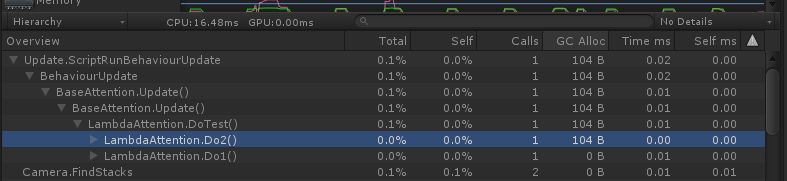 Memory
Hierarchy CPU:16.48ms GPU:0.00ms No Details
Overview Total Self Calls GC Alloc Time ms Self ms
Update.ScriptRunBehaviourUpdate 0.1% 0.0% 1 104 B 0.02 0.00
BehaviourUpdate 0.1% 0.0% 1 104 B 0.02 0.00
BaseAttention.Update() 0.1% 0.0% 1 104 B 0.01 0.00
BaseAttention.Update() 0.1% 0.0% 1 104 B 0.01 0.00
LambdaAttention.DoTest() 0.1% 0.0% 1 104 B 0.01 0.00
LambdaAttention.Do2() 0.0% 0.0% 1 104 B 0.00 0.00
LambdaAttention.Do1() 0.0% 0.0% 1 0 B 0.00 0.00
Camera.FindStacks 0.1% 0.1% 2 0 B 0.01 0.01